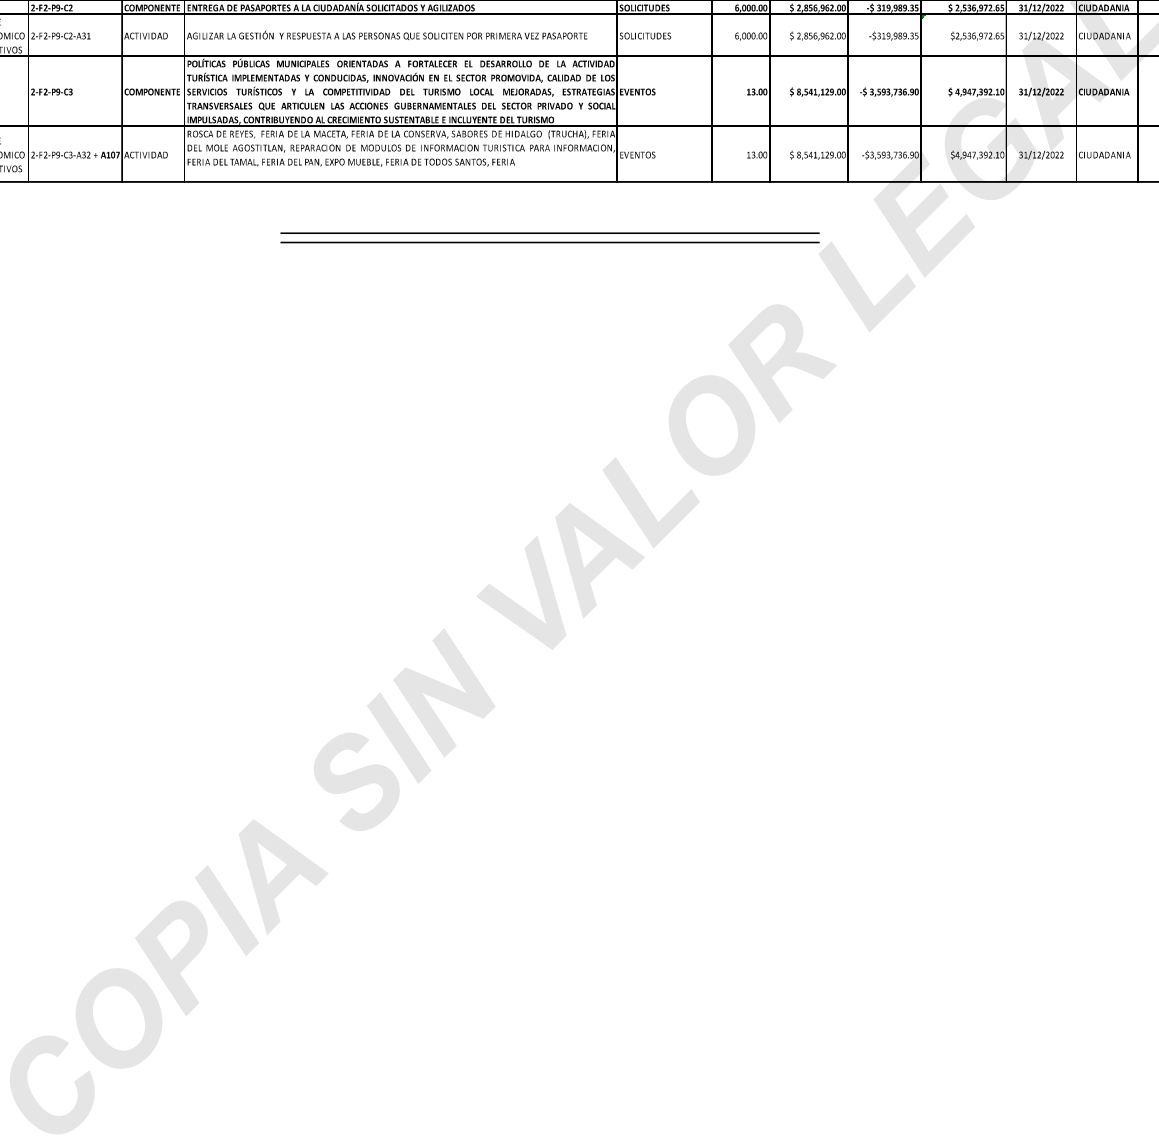 2-F2-P9-C2 COMPONENTE ENTREGA DE PASAPORTES A LA CIUDADANÍA SOLICITADOS Y AGILIZADOS SOLICITUDES 6,000.00 $ 2,856,962.00 -$ 319,989.35 $ 2,536,972.65 31/12/2022 CIUDADANIA
OMICO 2-F2-P9-C2-A31 ACTIVIDAD AGILIZAR LA GESTIÓN Y RESPUESTA A LAS PERSONAS QUE SOLICITEN POR PRIMERA VEZ PASAPORTE SOLICITUDES 6,000.00 $ 2,856,962.00 -$319,989.35 $2,536,972.65 31/12/2022 CIUDADANIA
TIVOS
POLÍTICAS PÚBLICAS MUNICIPALES ORIENTADAS A FORTALECER EL DESARROLLO DE LA ACTIVIDAD
TURÍSTICA IMPLEMENTADAS Y CONDUCIDAS, INNOVACIÓN EN EL SECTOR PROMOVIDA, CALIDAD DE LOS
2-F2-P9-C3 COMPONENTE SERVICIOS TURÍSTICOS Y LA COMPETITIVIDAD DEL TURISMO LOCAL MEJORADAS, ESTRATEGIAS EVENTOS 13.00 $ 8,541,129.00 -$ 3,593,736.90 $ 4,947,392.10 31/12/2022 CIUDADANIA
TRANSVERSALES QUE ARTICULEN LAS ACCIONES GUBERNAMENTALES DEL SECTOR PRIVADO Y SOCIAL
IMPULSADAS, CONTRIBUYENDO AL CRECIMIENTO SUSTENTABLE E INCLUYENTE DEL TURISMO
ROSCA DE REYES, FERIA DE LA MACETA, FERIA DE LA CONSERVA, SABORES DE HIDALGO (TRUCHA), FERIA
OMICO 2-F2-P9-C3-A32 + A107 ACTIVIDAD DEL MOLE AGOSTITLAN, REPARACION DE MODULOS DE INFORMACION TURISTICA PARA INFORMACION, EVENTOS 13.00 $ 8,541,129.00 -$3,593,736.90 $4,947,392.10 31/12/2022 CIUDADANIA
TIVOS FERIA DEL TAMAL, FERIA DEL PAN, EXPO MUEBLE, FERIA DE TODOS SANTOS, FERIA
COPIA SIN VALOR LEGAL